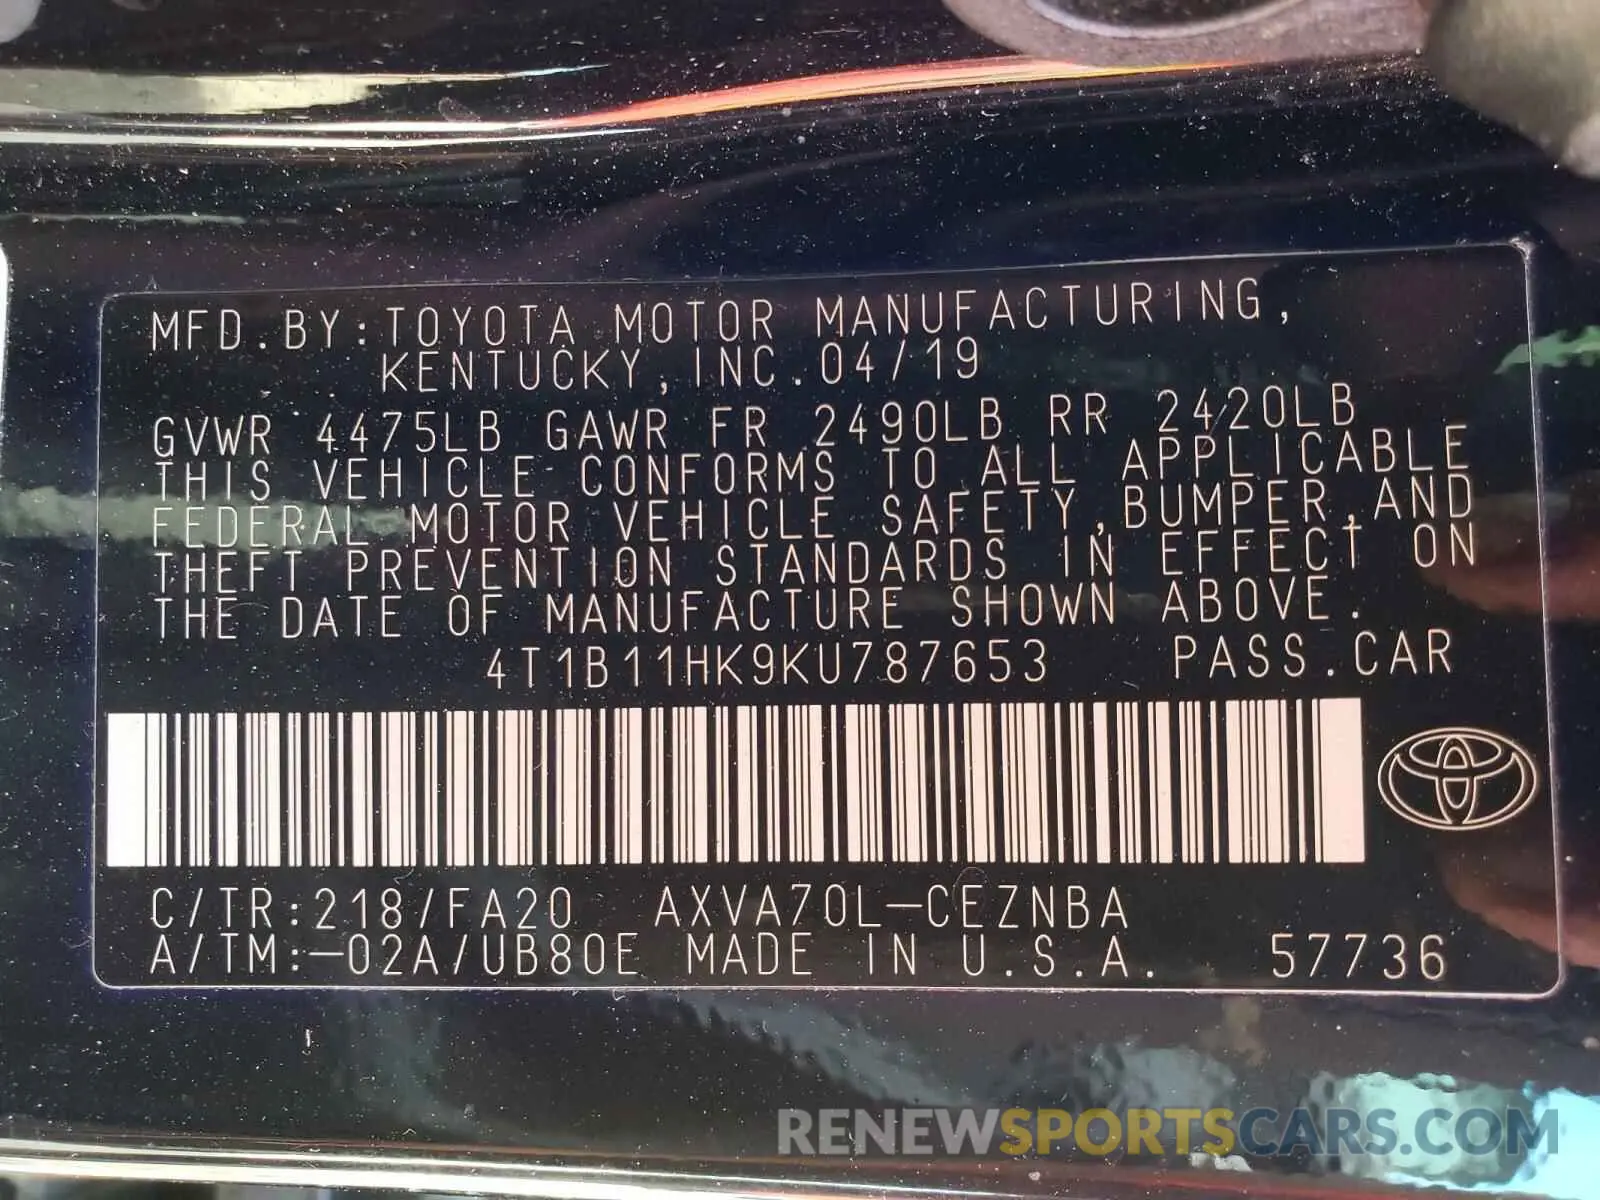 MFD.BY:TOYOTA MOTOR MANUFACTURING,
KENTUCKY,INC.04/19
GVWR 4475LB GAWR FR 2490LB RR 2420LB
THIS VEHICLE CONFORMS TO ALL APPLICABLE
FEDERAL MOTOR VEHICLE SAFETY,BUMPER,AND
THEFT PREVENTION STANDARDS IN EFFECT ON
THE DATE OF MANUFACTURE SHOWN ABOVE.
4T1B11HK9KU787653 PASS.CAR
C/TR:218/FA20 AXVA70L-CEZNBA
A/TM:-02A/UB80E MADE IN U.S.A. 57736
RENEWSPORTSCARS.COM